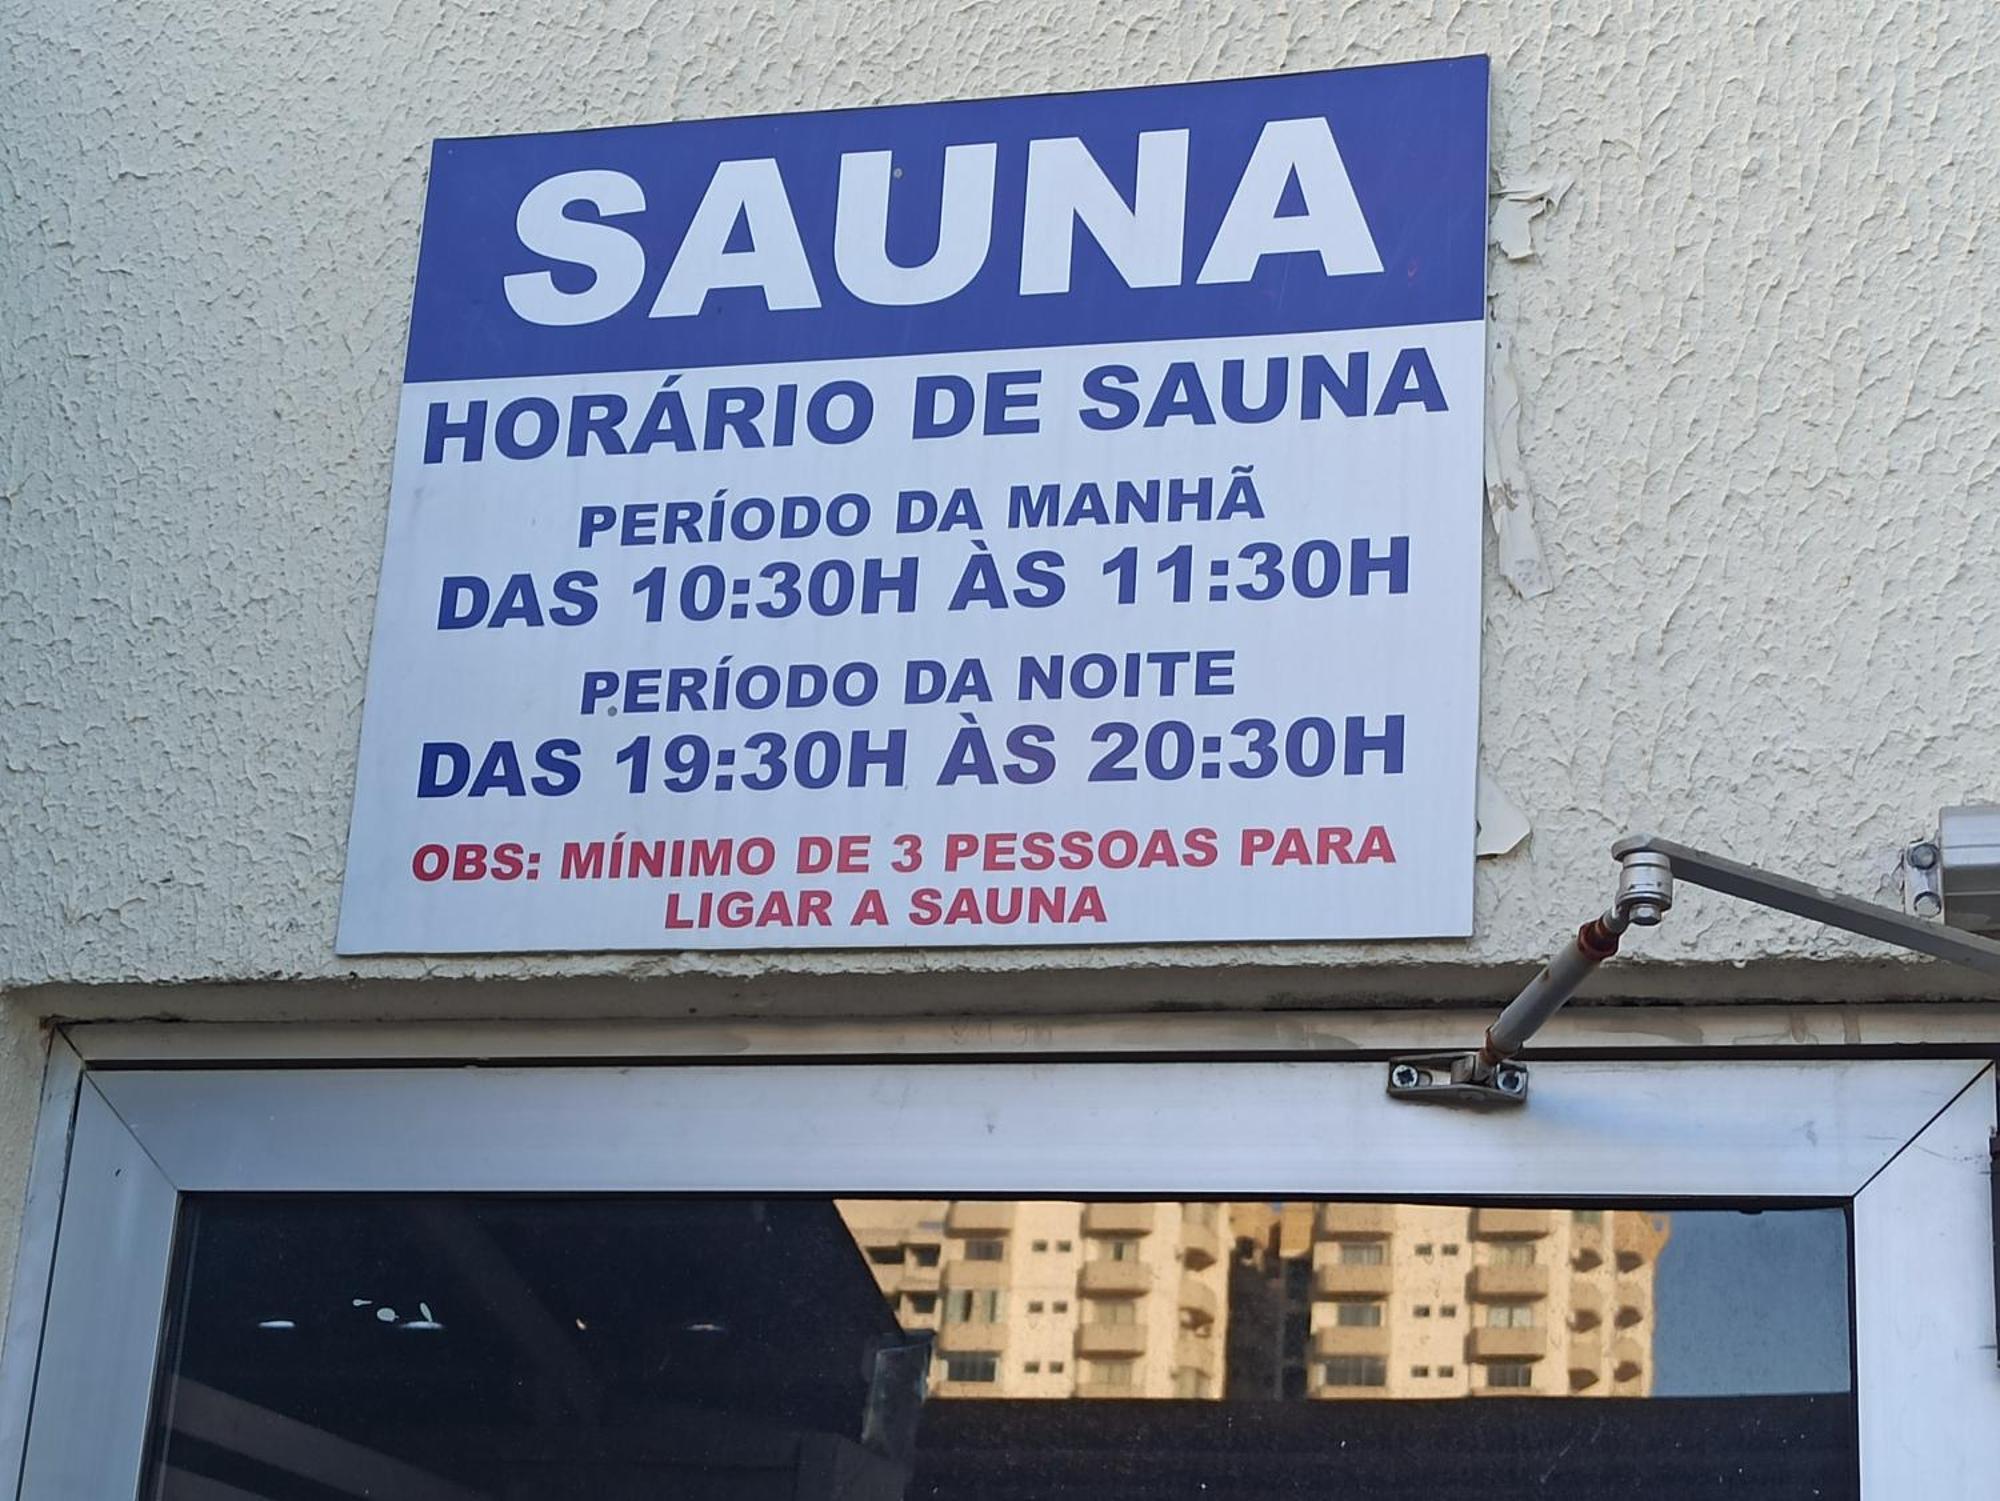 SAUNA
HORÁRIO DE SAUNA
PERÍODO DA MANHÃ
DAS 10:30H ÀS 11:30H
PERÍODO DA NOITE
DAS 19:30H ÀS 20:30H
OBS: MÍNIMO DE 3 PESSOAS PARA
LIGAR A SAUNA